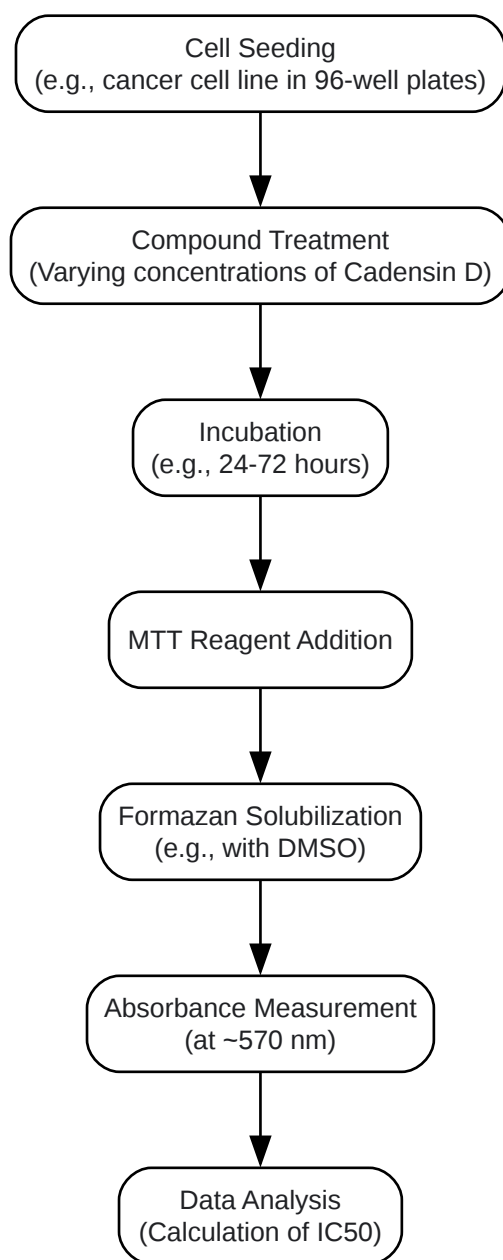 Cell Seeding
(e.g., cancer cell line in 96-well plates)
Compound Treatment
(Varying concentrations of Cadensin D)
Incubation
(e.g., 24-72 hours)
MTT Reagent Addition
Formazan Solubilization
(e.g., with DMSO)
Absorbance Measurement
(at ~570 nm)
Data Analysis
(Calculation of IC50)